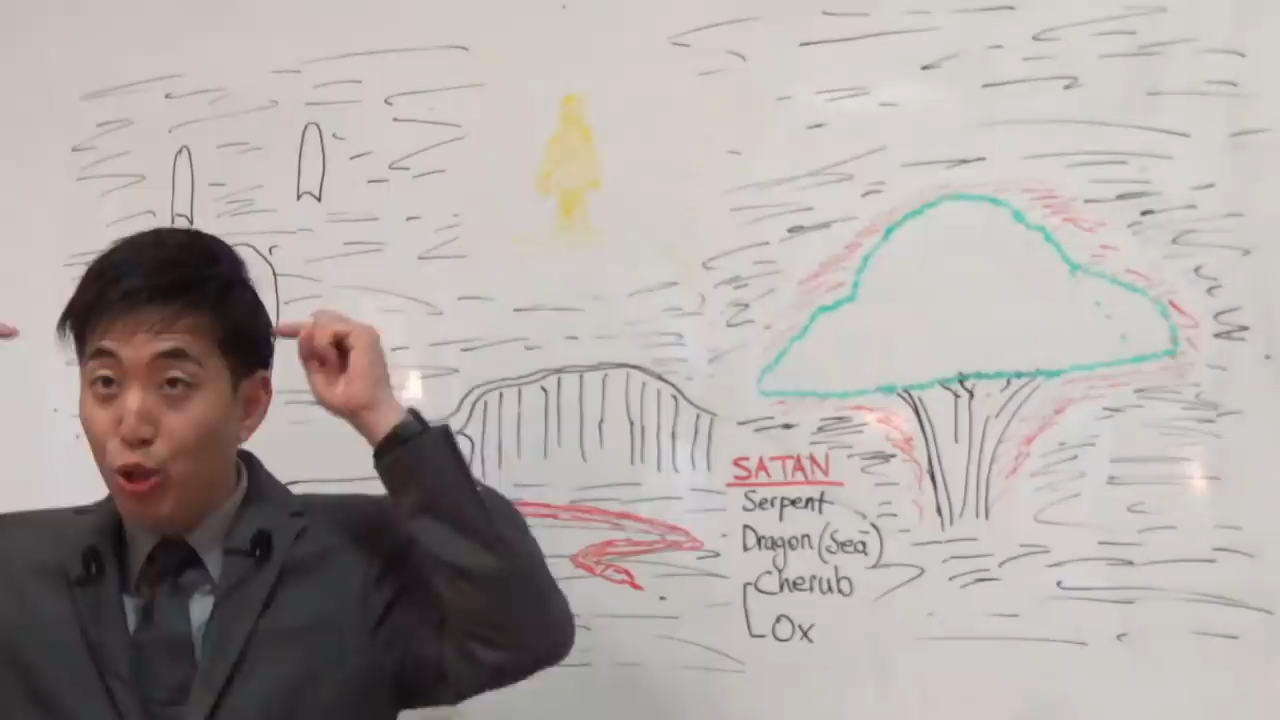 SATAN
Serpent
Dragon (Sea)
Cherub
Ox